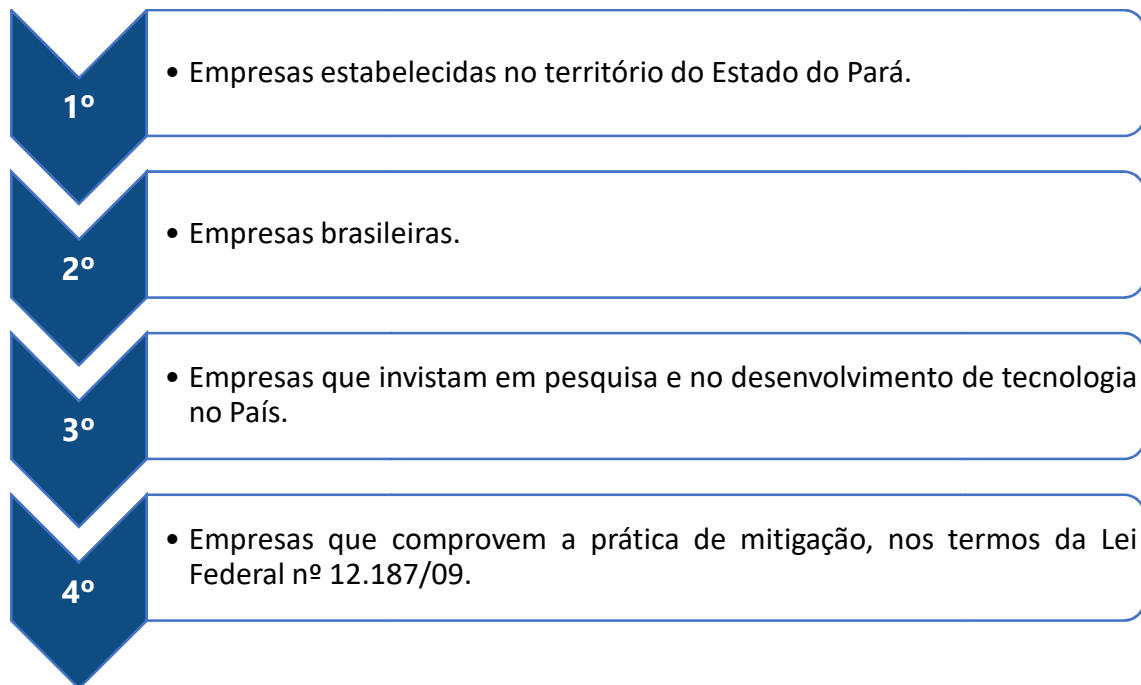 1º
• Empresas estabelecidas no território do Estado do Pará.
2º
• Empresas brasileiras.
3º
• Empresas que invistam em pesquisa e no desenvolvimento de tecnologia
no País.
4º
• Empresas que comprovem a prática de mitigação, nos termos da Lei
Federal nº 12.187/09.